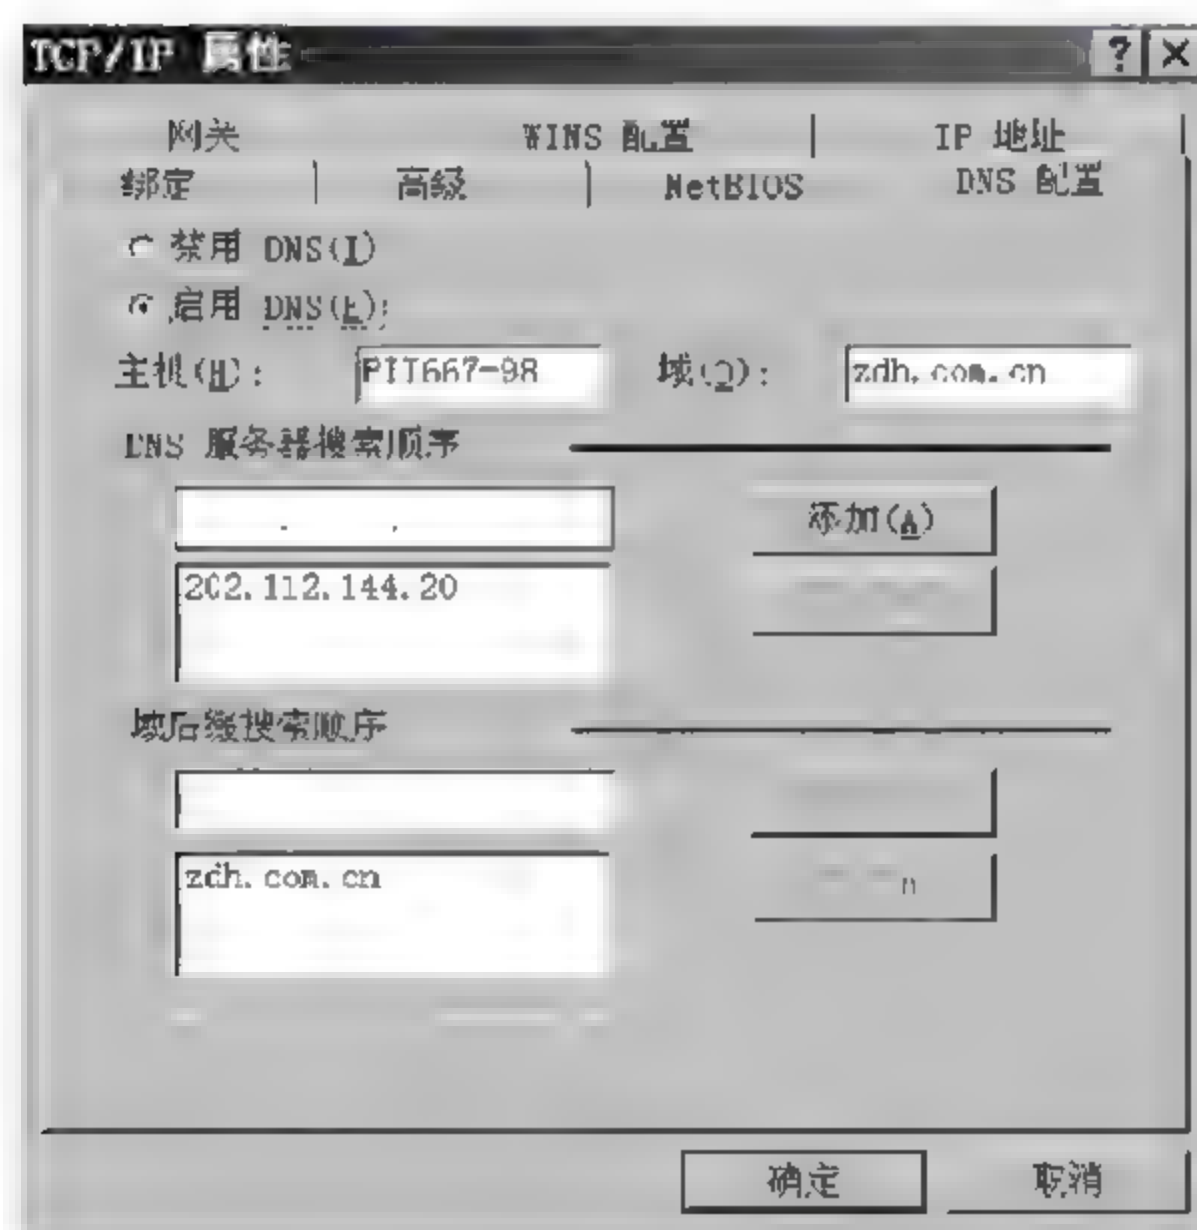 TCP/IP 属性
网关 WINS 配置 IP 地址
绑定 高级 NetBIOS DNS 配置
禁用 DNS(I)
启用 DNS(E):
主机(H): PIT667-98 域(O): zdh.com.cn
DNS 服务器搜索顺序
添加(A)
202.112.144.20
域后缀搜索顺序
zdh.com.cn
确定 取消